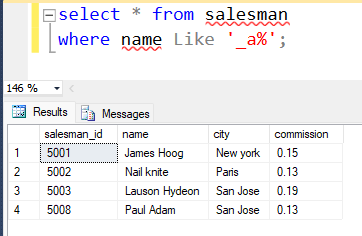 select * from salesman
where name Like '_a%';
146 %
Results Messages
salesman_id name city commission
1 5001 James Hoog New york 0.15
2 5002 Nail knite Paris 0.13
3 5003 Lauson Hydeon San Jose 0.19
4 5008 Paul Adam San Jose 0.13